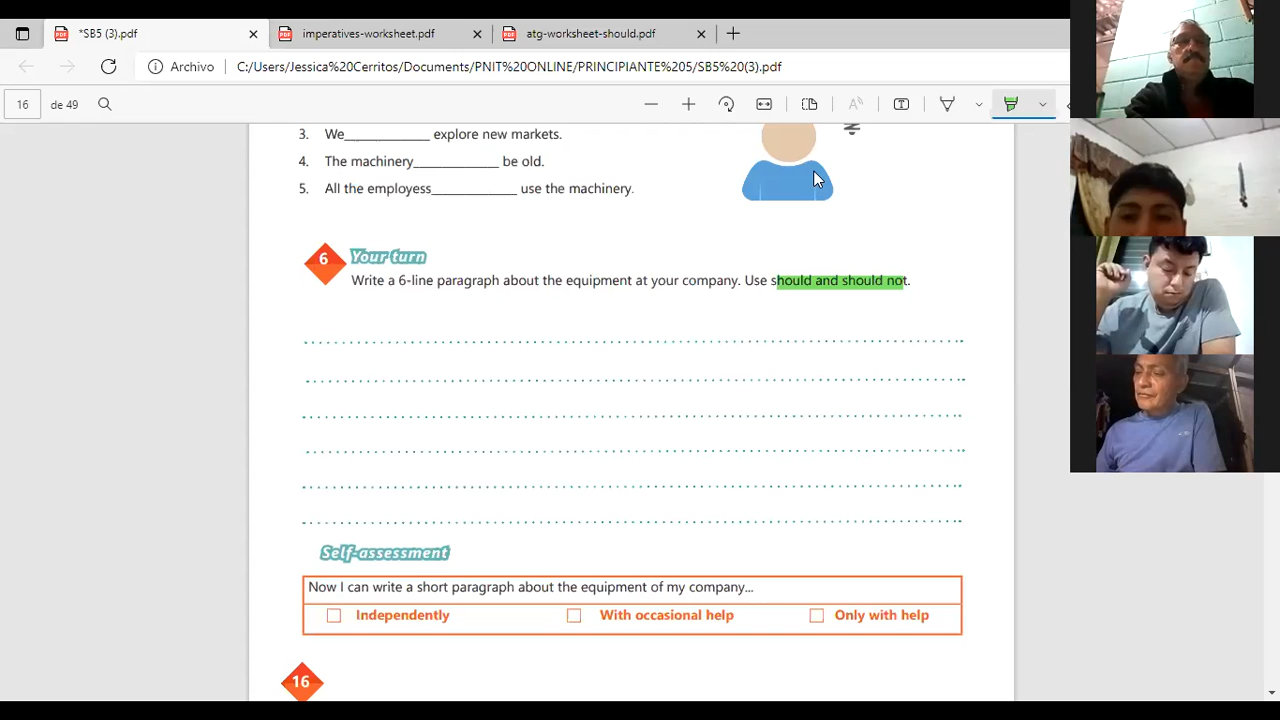 *SB5 (3).pdf
imperatives-worksheet.pdf
atg-worksheet-should.pdf
Archivo
C:/Users/Jessica%20Cerritos/Documents/PNIT%20ONLINE/PRINCIPIANTE%205/SB5%20(3).pdf
16
de 49
3. We____________ explore new markets.
4. The machinery____________ be old.
5. All the employess____________ use the machinery.
6
Your turn
Write a 6-line paragraph about the equipment at your company. Use should and should not.
Self-assessment
Now I can write a short paragraph about the equipment of my company...
Independently
With occasional help
Only with help
16